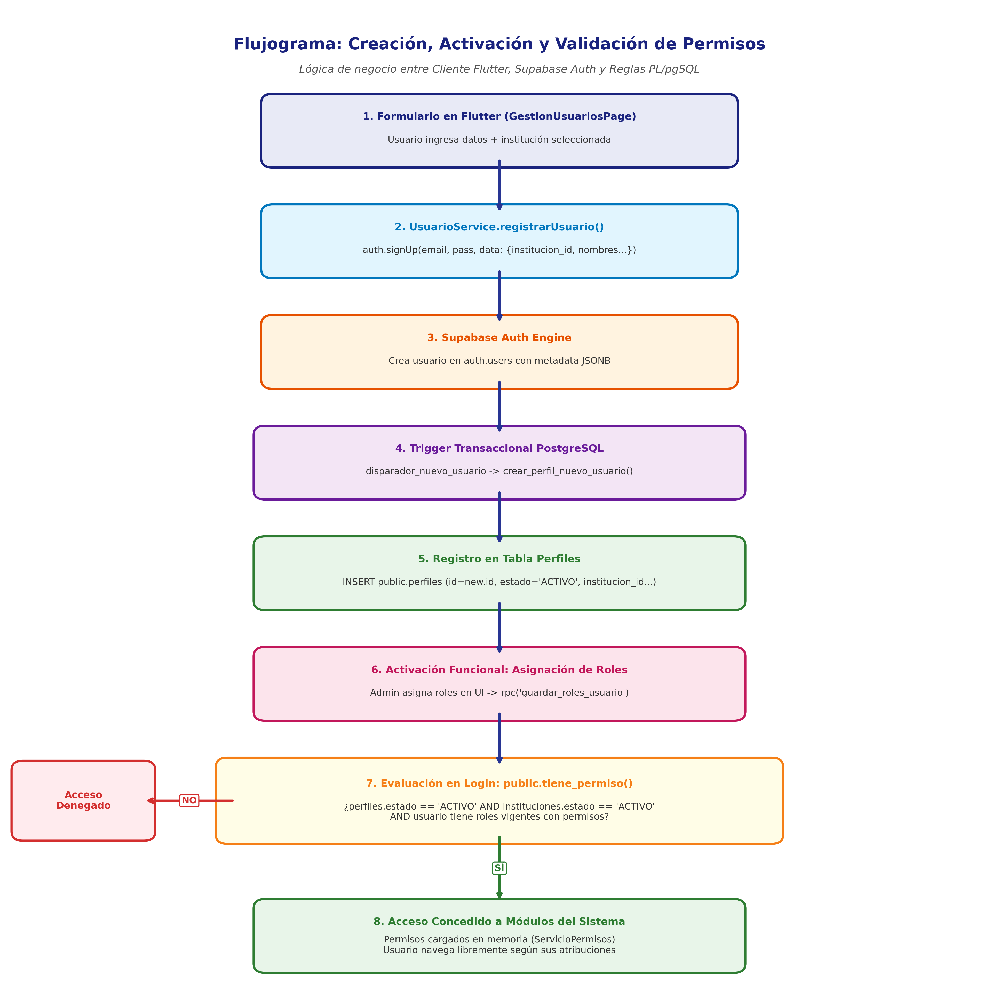 Flujograma: Creación, Activación y Validación de Permisos
Lógica de negocio entre Cliente Flutter, Supabase Auth y Reglas PL/pgSQL
1. Formulario en Flutter (GestionUsuariosPage)
Usuario ingresa datos + institución seleccionada
2. UsuarioService.registrarUsuario()
auth.signUp(email, pass, data: {institucion_id, nombres...})
3. Supabase Auth Engine
Crea usuario en auth.users con metadata JSONB
4. Trigger Transaccional PostgreSQL
disparador_nuevo_usuario -> crear_perfil_nuevo_usuario()
5. Registro en Tabla Perfiles
INSERT public.perfiles (id=new.id, estado='ACTIVO', institucion_id...)
6. Activación Funcional: Asignación de Roles
Admin asigna roles en UI -> rpc('guardar_roles_usuario')
7. Evaluación en Login: public.tiene_permiso()
¿perfiles.estado == 'ACTIVO' AND instituciones.estado == 'ACTIVO'
AND usuario tiene roles vigentes con permisos?
NO
Acceso
Denegado
SÍ
8. Acceso Concedido a Módulos del Sistema
Permisos cargados en memoria (ServicioPermisos)
Usuario navega libremente según sus atribuciones